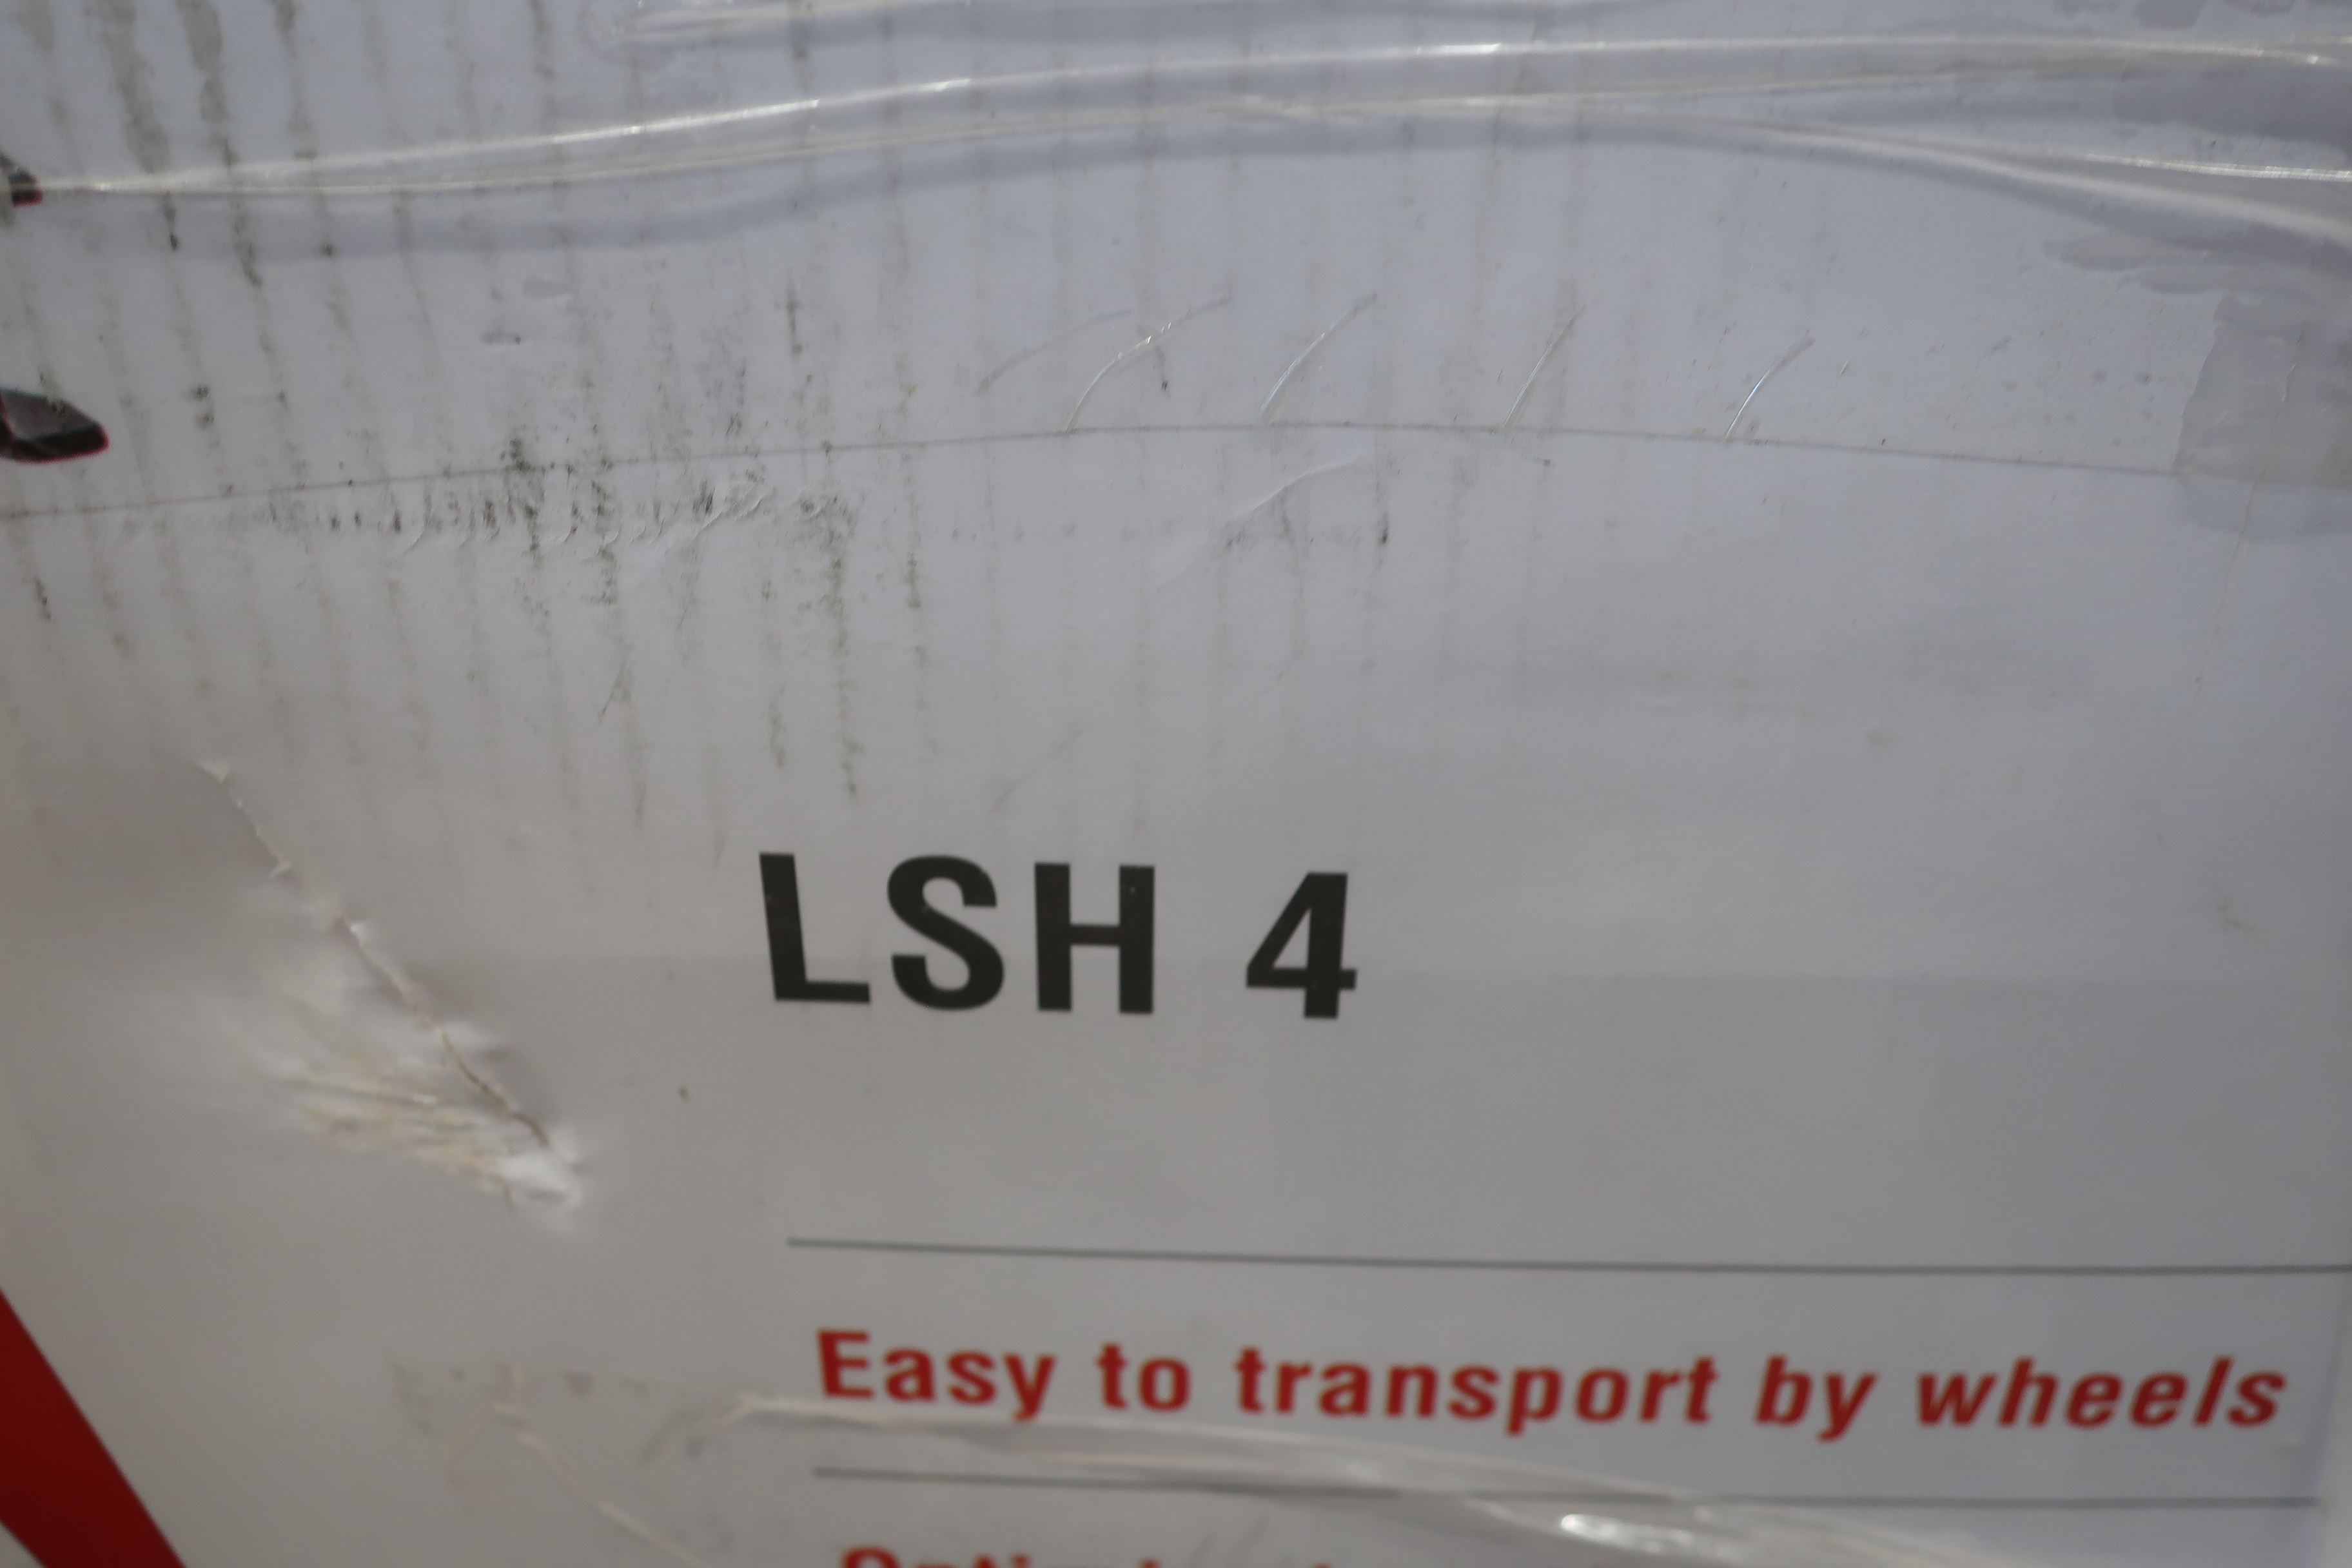 LSH 4
Easy to transport by wheels